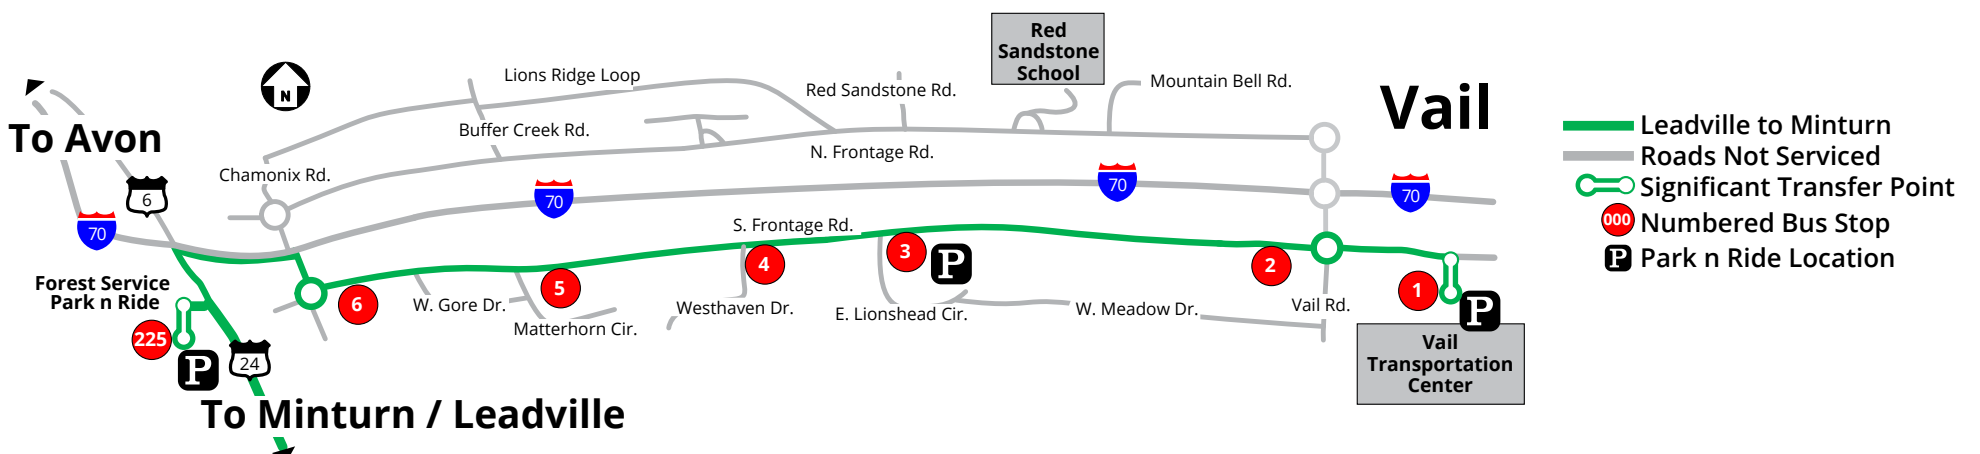 Red
Sandstone
School
Lions Ridge Loop
Red Sandstone Rd.
Mountain Bell Rd.
Vail
N
To Avon
Buffer Creek Rd.
N. Frontage Rd.
Chamonix Rd.
6
70
70
70
70
S. Frontage Rd.
Forest Service
Park n Ride
225
P
24
6
W. Gore Dr.
5
Matterhorn Cir.
4
Westhaven Dr.
3
P
E. Lionshead Cir.
W. Meadow Dr.
2
Vail Rd.
1
P
Vail
Transportation
Center
To Minturn / Leadville
Leadville to Minturn
Roads Not Serviced
Significant Transfer Point
000 Numbered Bus Stop
P Park n Ride Location